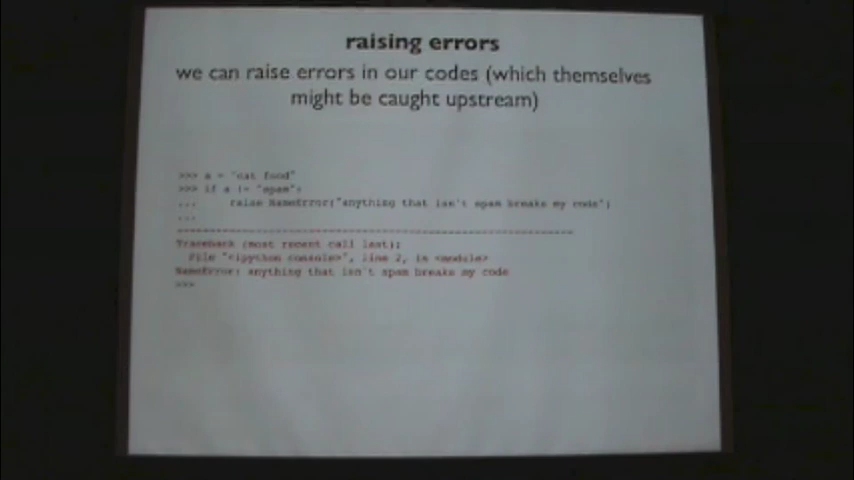 raising errors
we can raise errors in our codes (which themselves
might be caught upstream)
>>> a = "cat food"
>>> if a != "spam":
...     raise NameError("anything that isn't spam breaks my code")
...
--------------------------------------------------------------
Traceback (most recent call last):
  File "<ipython console>", line 2, in <module>
NameError: anything that isn't spam breaks my code
>>>